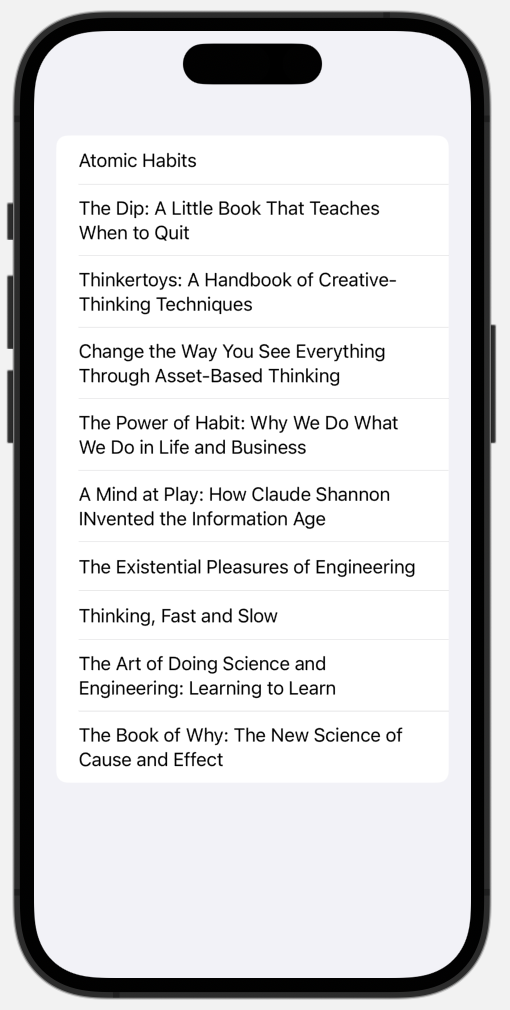 Atomic Habits
The Dip: A Little Book That Teaches
When to Quit
Thinkertoys: A Handbook of Creative-
Thinking Techniques
Change the Way You See Everything
Through Asset-Based Thinking
The Power of Habit: Why We Do What
We Do in Life and Business
A Mind at Play: How Claude Shannon
INvented the Information Age
The Existential Pleasures of Engineering
Thinking, Fast and Slow
The Art of Doing Science and
Engineering: Learning to Learn
The Book of Why: The New Science of
Cause and Effect